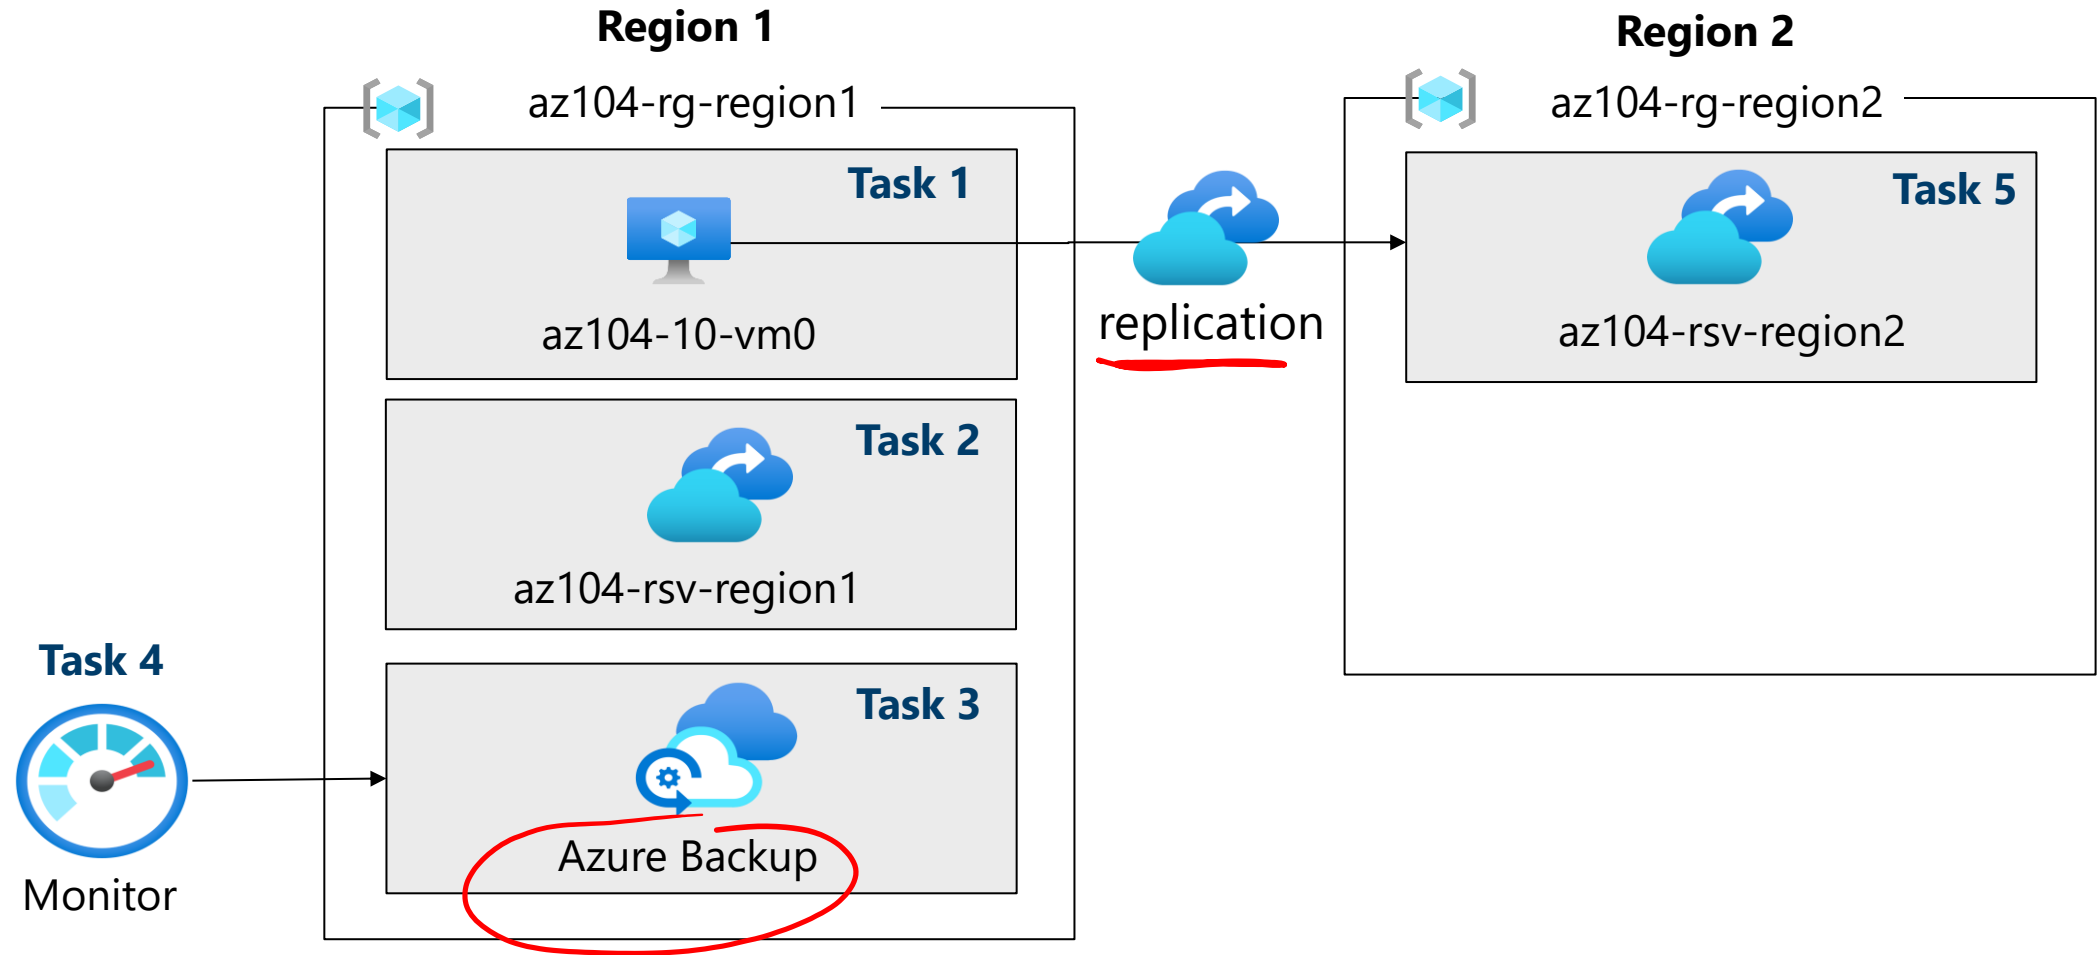 Region 1
az104-rg-region1
Task 1
az104-10-vm0
Task 2
az104-rsv-region1
Task 3
Azure Backup
Task 4
Monitor
replication
Region 2
az104-rg-region2
Task 5
az104-rsv-region2